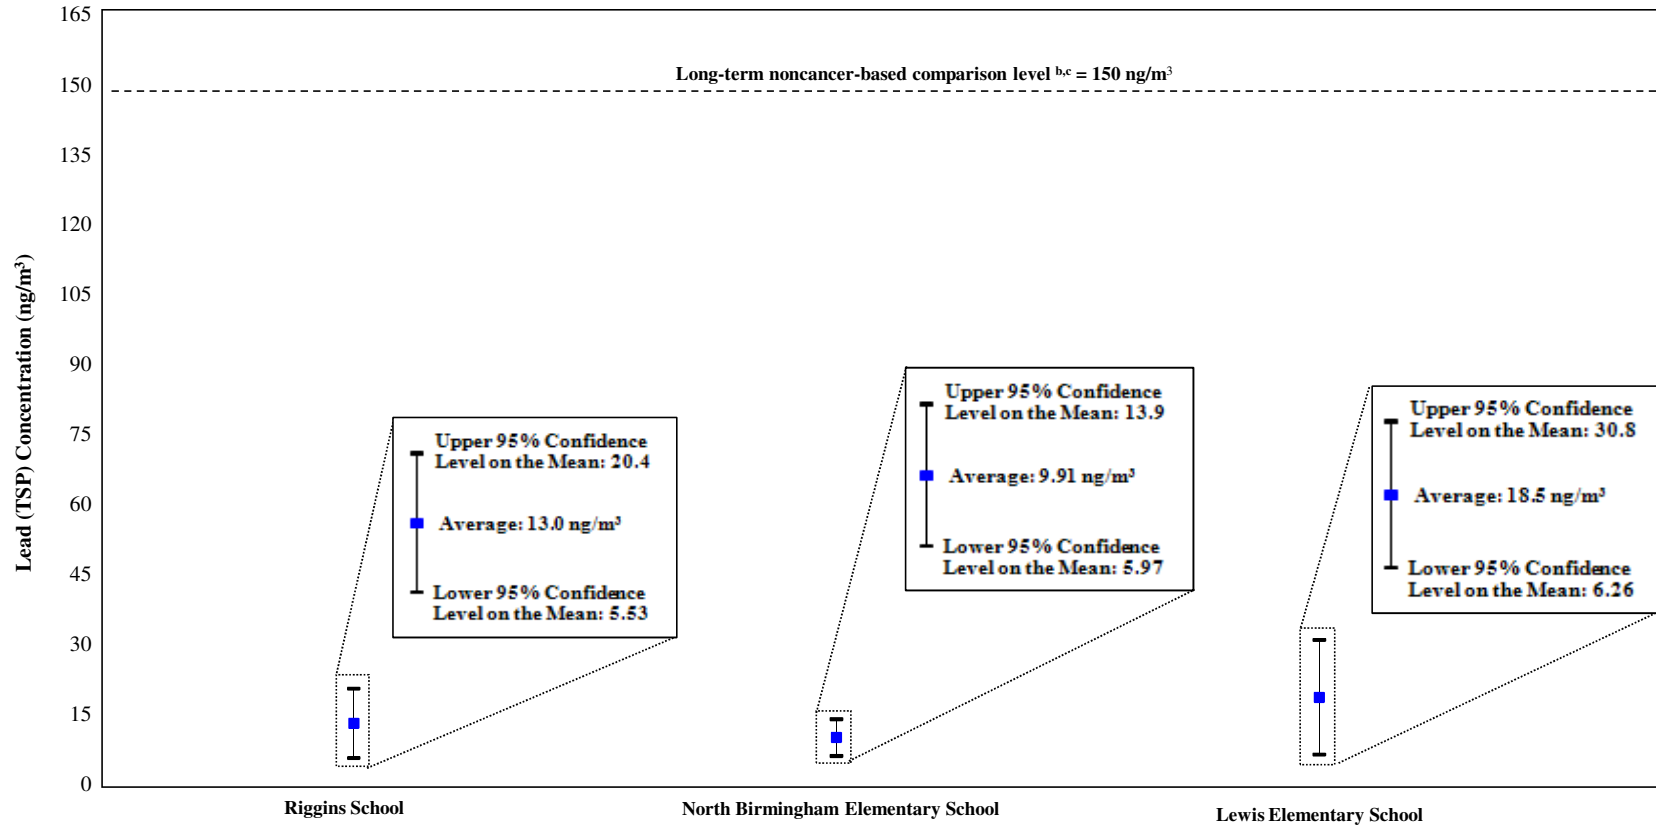 165
150
135
120
105
90
75
60
45
30
15
0
Lead (TSP) Concentration (ng/m³)
Long-term noncancer-based comparison level ᵇ,ᶜ = 150 ng/m³
Upper 95% Confidence
Level on the Mean: 20.4
Average: 13.0 ng/m³
Lower 95% Confidence
Level on the Mean: 5.53
Upper 95% Confidence
Level on the Mean: 13.9
Average: 9.91 ng/m³
Lower 95% Confidence
Level on the Mean: 5.97
Upper 95% Confidence
Level on the Mean: 30.8
Average: 18.5 ng/m³
Lower 95% Confidence
Level on the Mean: 6.26
Riggins School
North Birmingham Elementary School
Lewis Elementary School